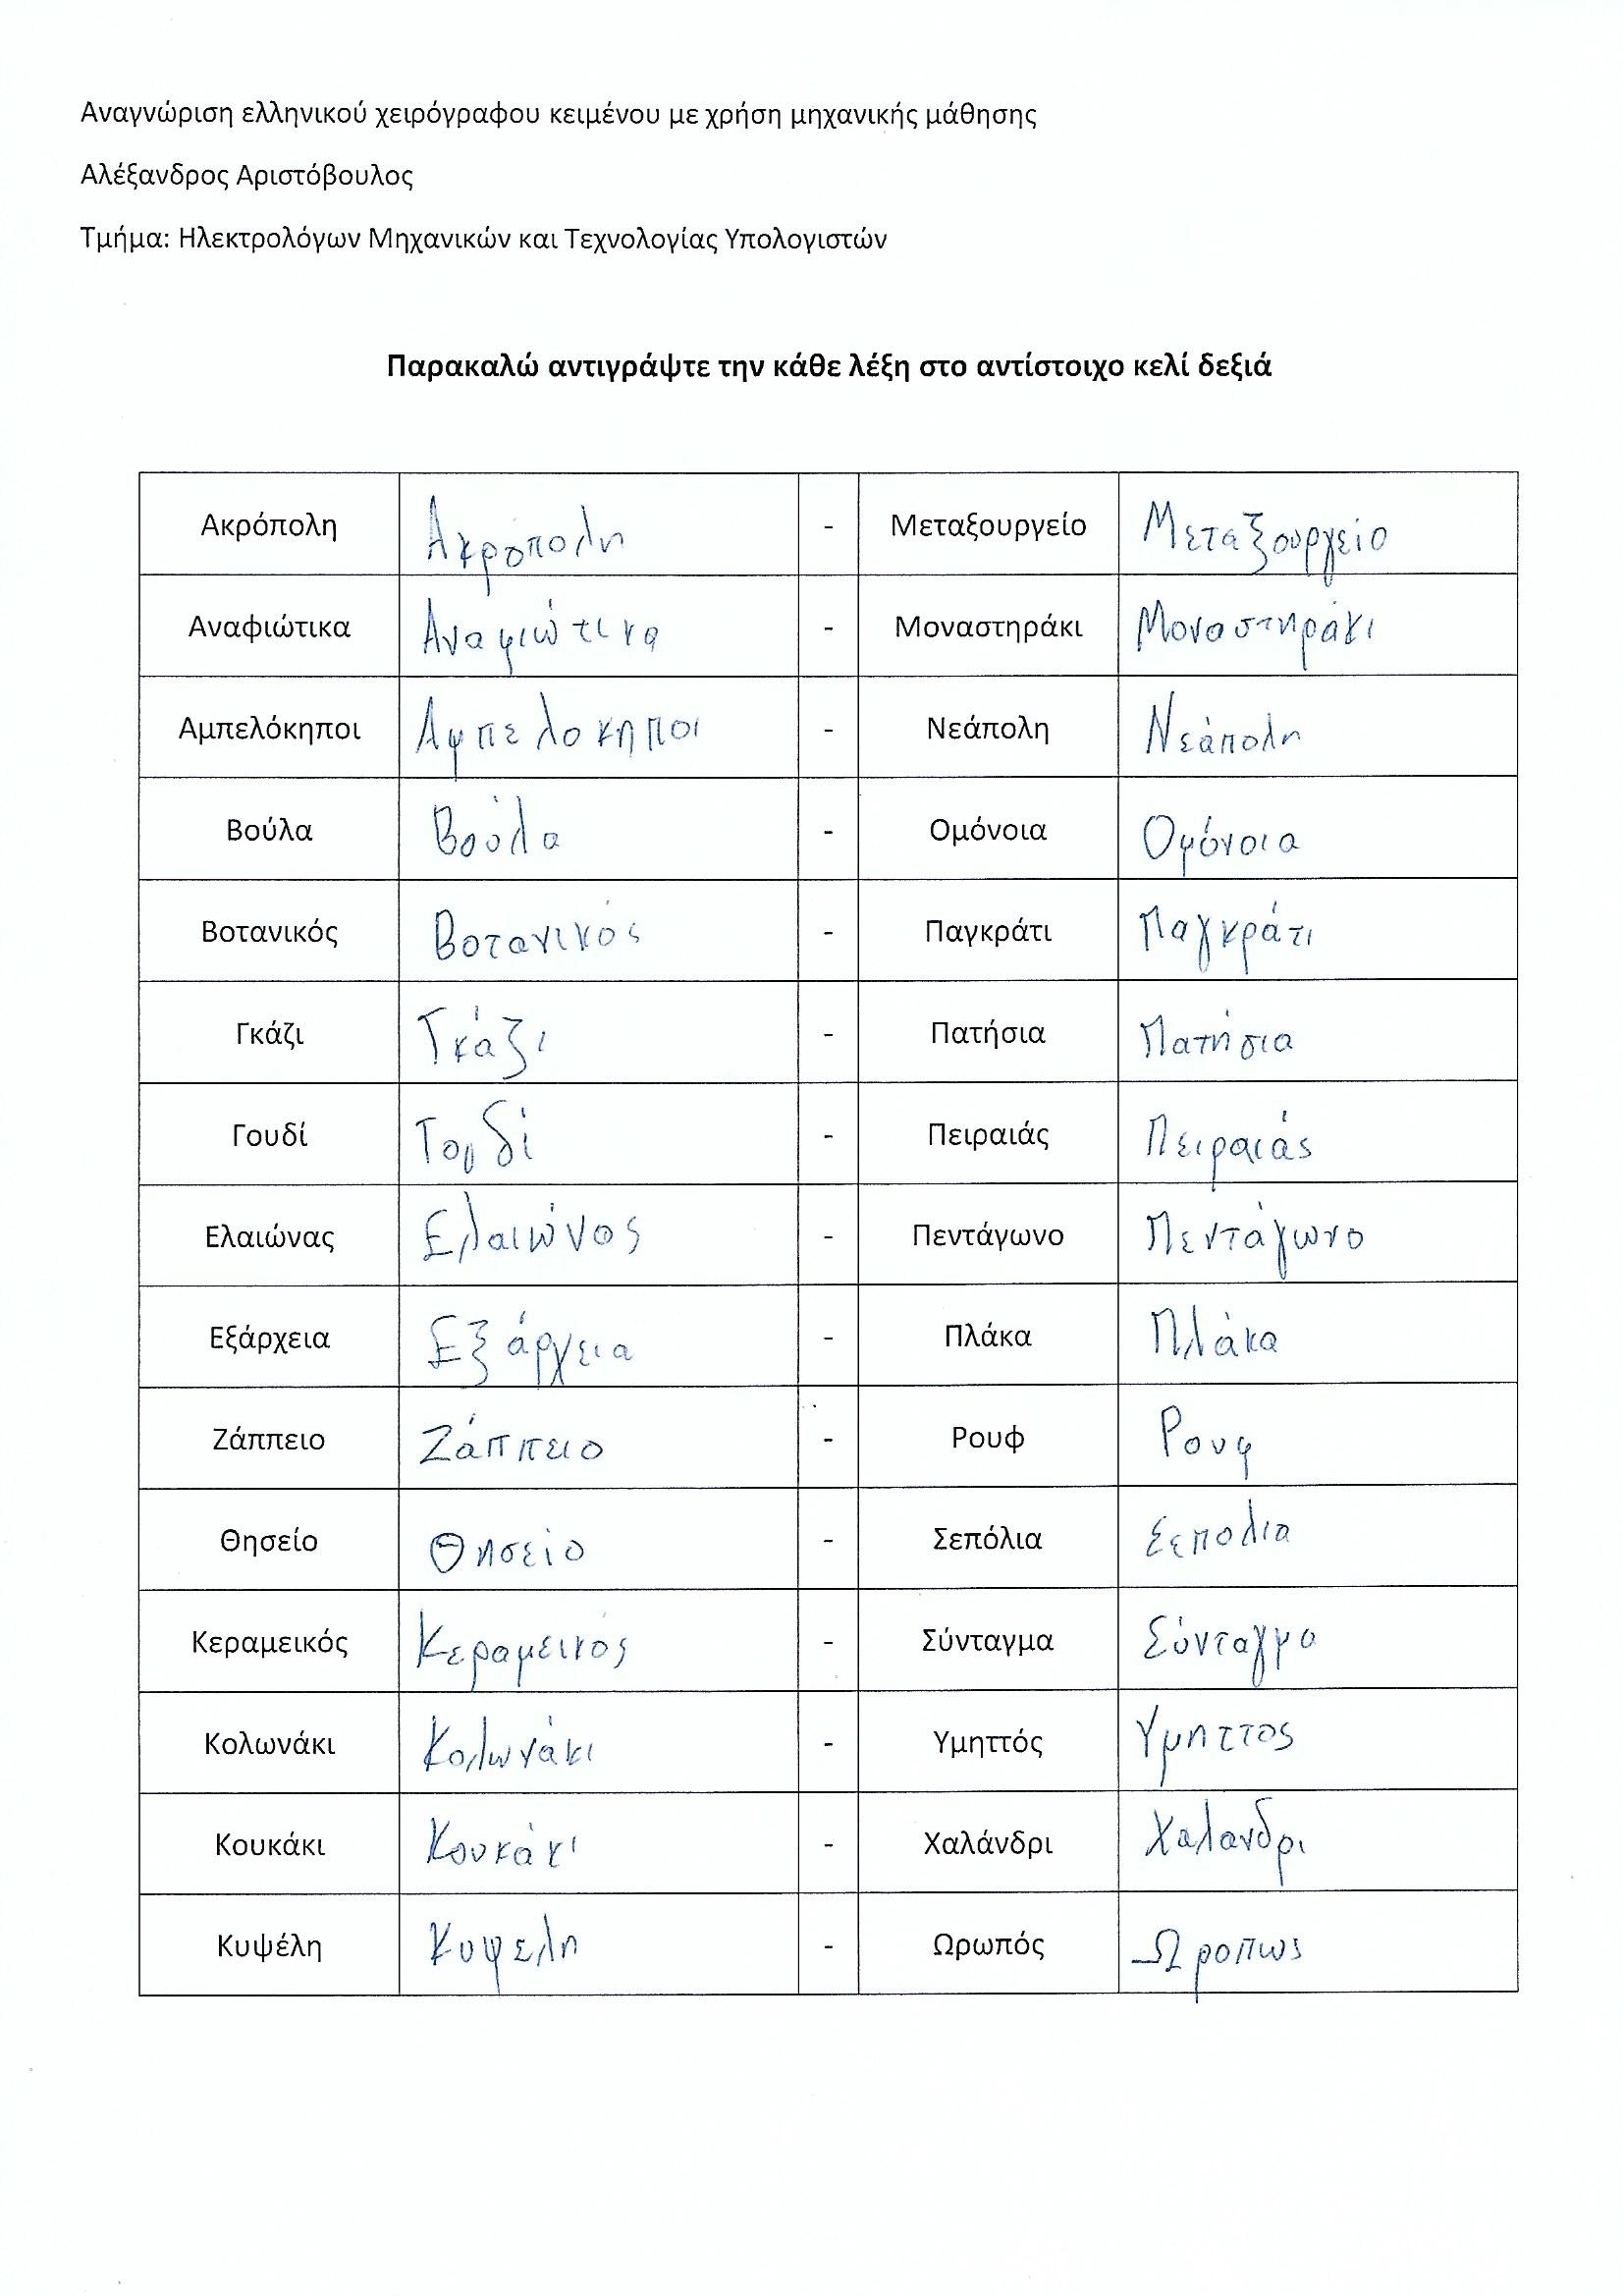 Αναγνώριση ελληνικού χειρόγραφου κειμένου με χρήση μηχανικής μάθησης
Αλέξανδρος Αριστόβουλος
Τμήμα: Ηλεκτρολόγων Μηχανικών και Τεχνολογίας Υπολογιστών
Παρακαλώ αντιγράψτε την κάθε λέξη στο αντίστοιχο κελί δεξιά
Ακρόπολη Ακρόπολη - Μεταξουργείο Μεταξουργείο
Αναφιώτικα Αναφιώτικα - Μοναστηράκι Μοναστηράκι
Αμπελόκηποι Αμπελοκηποι - Νεάπολη Νεάπολη
Βούλα Βούλα - Ομόνοια Ομόνοια
Βοτανικός Βοτανικός - Παγκράτι Παγκράτι
Γκάζι Γκάζι - Πατήσια Πατήσια
Γουδί Γουδί - Πειραιάς Πειραιάς
Ελαιώνας Ελαιώνος - Πεντάγωνο Πεντάγωνο
Εξάρχεια Εξάρχεια - Πλάκα Πλάκα
Ζάππειο Ζάππειο - Ρουφ Ρουφ
Θησείο Θησείο - Σεπόλια Σεπολια
Κεραμεικός Κεραμεικός - Σύνταγμα Σύνταγμα
Κολωνάκι Κολωνάκι - Υμηττός Υμηττος
Κουκάκι Κουκάκι - Χαλάνδρι Χαλανδρι
Κυψέλη Κυψελη - Ωρωπός Ωροπως